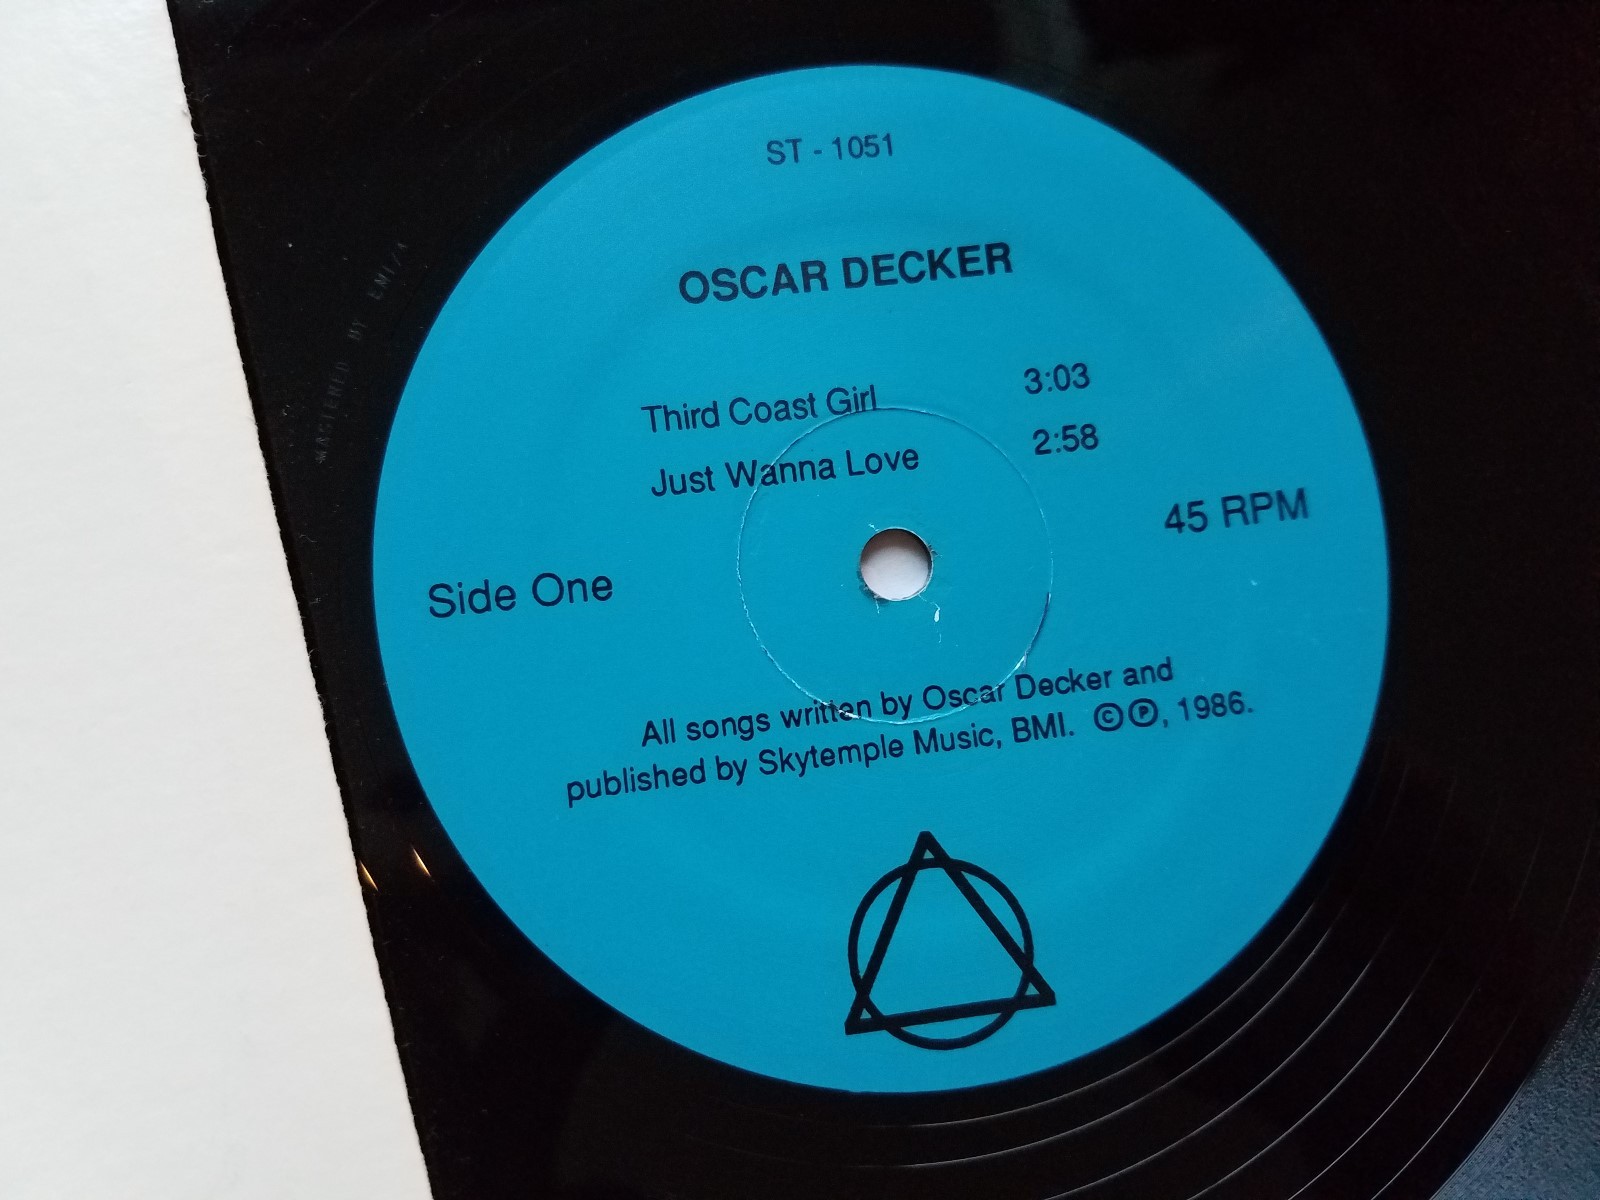 ST - 1051
OSCAR DECKER
Third Coast Girl 3:03
Just Wanna Love 2:58
45 RPM
Side One
All songs written by Oscar Decker and
published by Skytemple Music, BMI. ©℗, 1986.